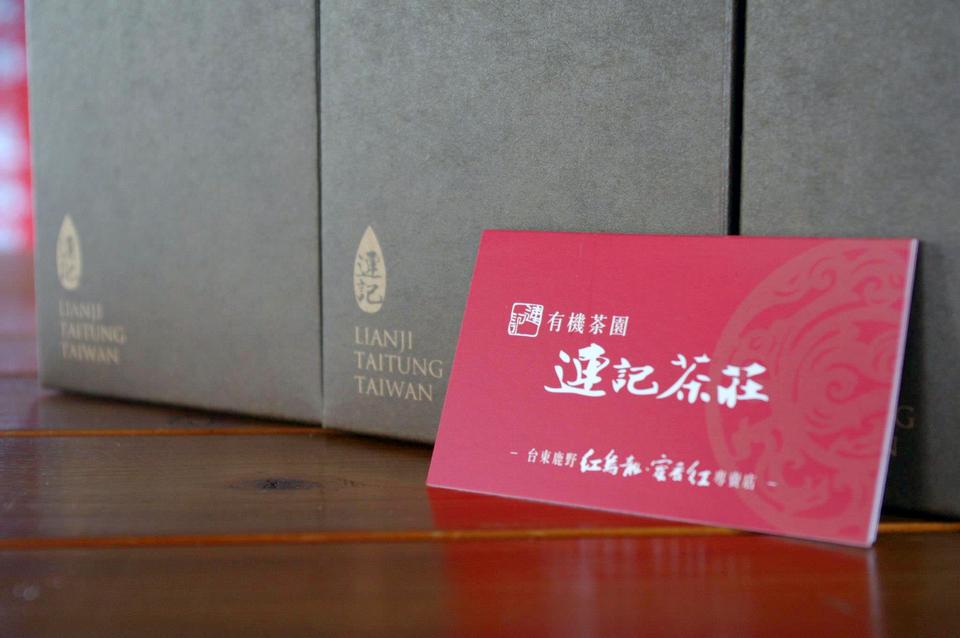 連記
LIANJI
TAITUNG
TAIWAN
連記
LIANJI
TAITUNG
TAIWAN
連記 有機茶園
連記茶莊
- 台東鹿野 紅烏龍·蜜香紅 專賣店 -